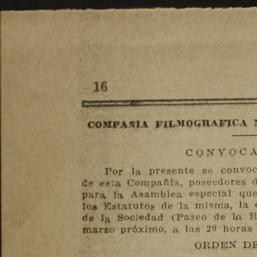 16
COMPAÑIA FILMOGRAFICA
CONVOCA
Por la presente se convoc
de esta Compañía, poseedores d
para la Asamblea especial que
los Estatutos de la misma, la
de la Sociedad (Paseo de la R
marzo próximo, a las 20 horas
ORDEN DE